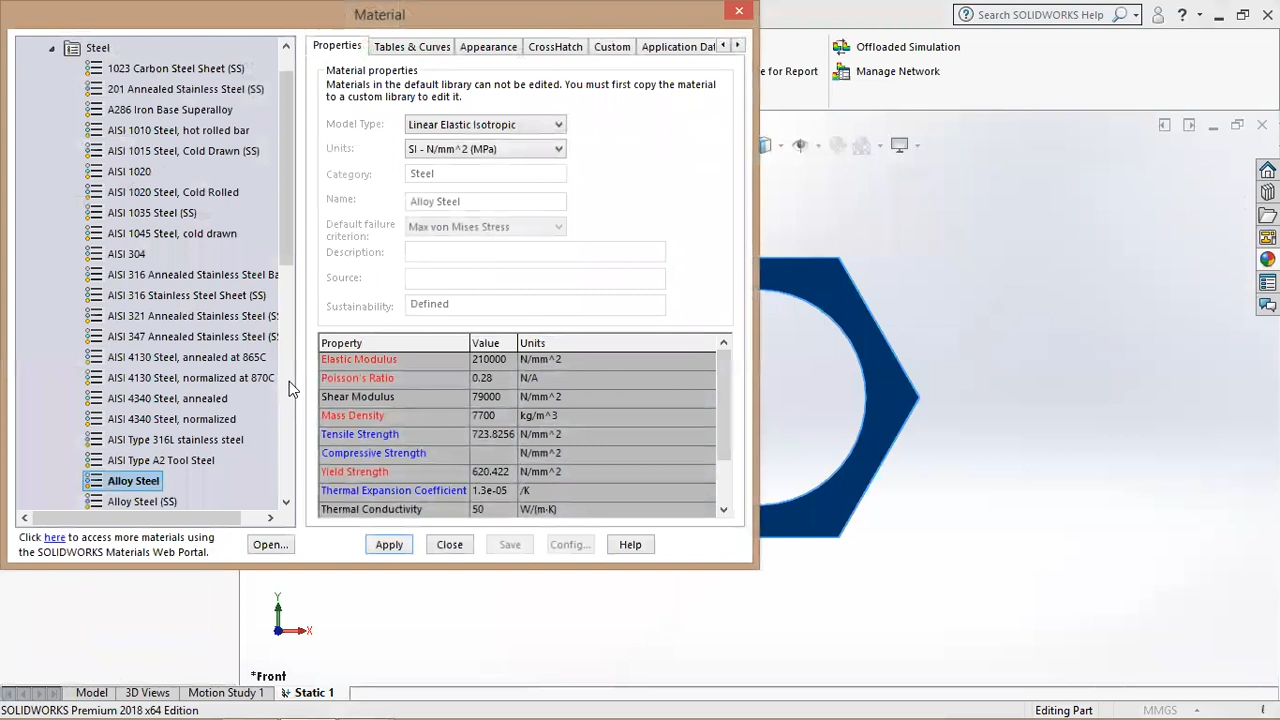 Material
Search SOLIDWORKS Help
?
Steel
1023 Carbon Steel Sheet (SS)
201 Annealed Stainless Steel (SS)
A286 Iron Base Superalloy
AISI 1010 Steel, hot rolled bar
AISI 1015 Steel, Cold Drawn (SS)
AISI 1020
AISI 1020 Steel, Cold Rolled
AISI 1035 Steel (SS)
AISI 1045 Steel, cold drawn
AISI 304
AISI 316 Annealed Stainless Steel Ba
AISI 316 Stainless Steel Sheet (SS)
AISI 321 Annealed Stainless Steel (S
AISI 347 Annealed Stainless Steel (S
AISI 4130 Steel, annealed at 865C
AISI 4130 Steel, normalized at 870C
AISI 4340 Steel, annealed
AISI 4340 Steel, normalized
AISI Type 316L stainless steel
AISI Type A2 Tool Steel
Alloy Steel
Alloy Steel (SS)
Click here to access more materials using
the SOLIDWORKS Materials Web Portal.
Open...
Properties Tables & Curves Appearance CrossHatch Custom Application Dat
Material properties
Materials in the default library can not be edited. You must first copy the material
to a custom library to edit it.
Model Type: Linear Elastic Isotropic
Units: SI - N/mm^2 (MPa)
Category: Steel
Name: Alloy Steel
Default failure
criterion: Max von Mises Stress
Description:
Source:
Sustainability: Defined
Property Value Units
Elastic Modulus 210000 N/mm^2
Poisson's Ratio 0.28 N/A
Shear Modulus 79000 N/mm^2
Mass Density 7700 kg/m^3
Tensile Strength 723.8256 N/mm^2
Compressive Strength N/mm^2
Yield Strength 620.422 N/mm^2
Thermal Expansion Coefficient 1.3e-05 /K
Thermal Conductivity 50 W/(m·K)
Apply Close Save Config... Help
Offloaded Simulation
de for Report Manage Network
Y
X
*Front
Model 3D Views Motion Study 1 Static 1
SOLIDWORKS Premium 2018 x64 Edition
Editing Part MMGS